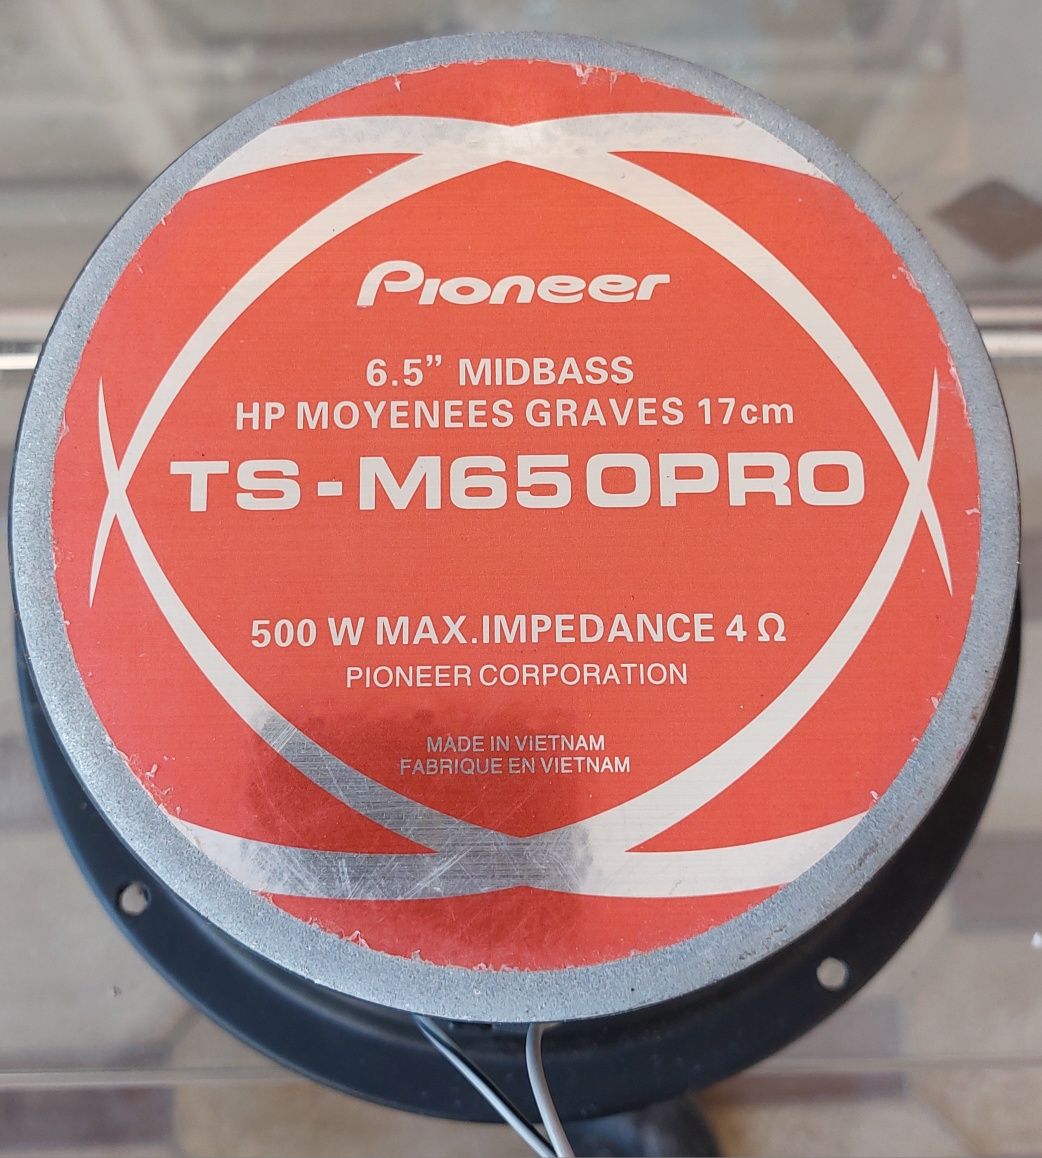 Pioneer
6.5” MIDBASS
HP MOYENEES GRAVES 17cm
TS-M650PRO
500 W MAX.IMPEDANCE 4 Ω
PIONEER CORPORATION
MADE IN VIETNAM
FABRIQUE EN VIETNAM